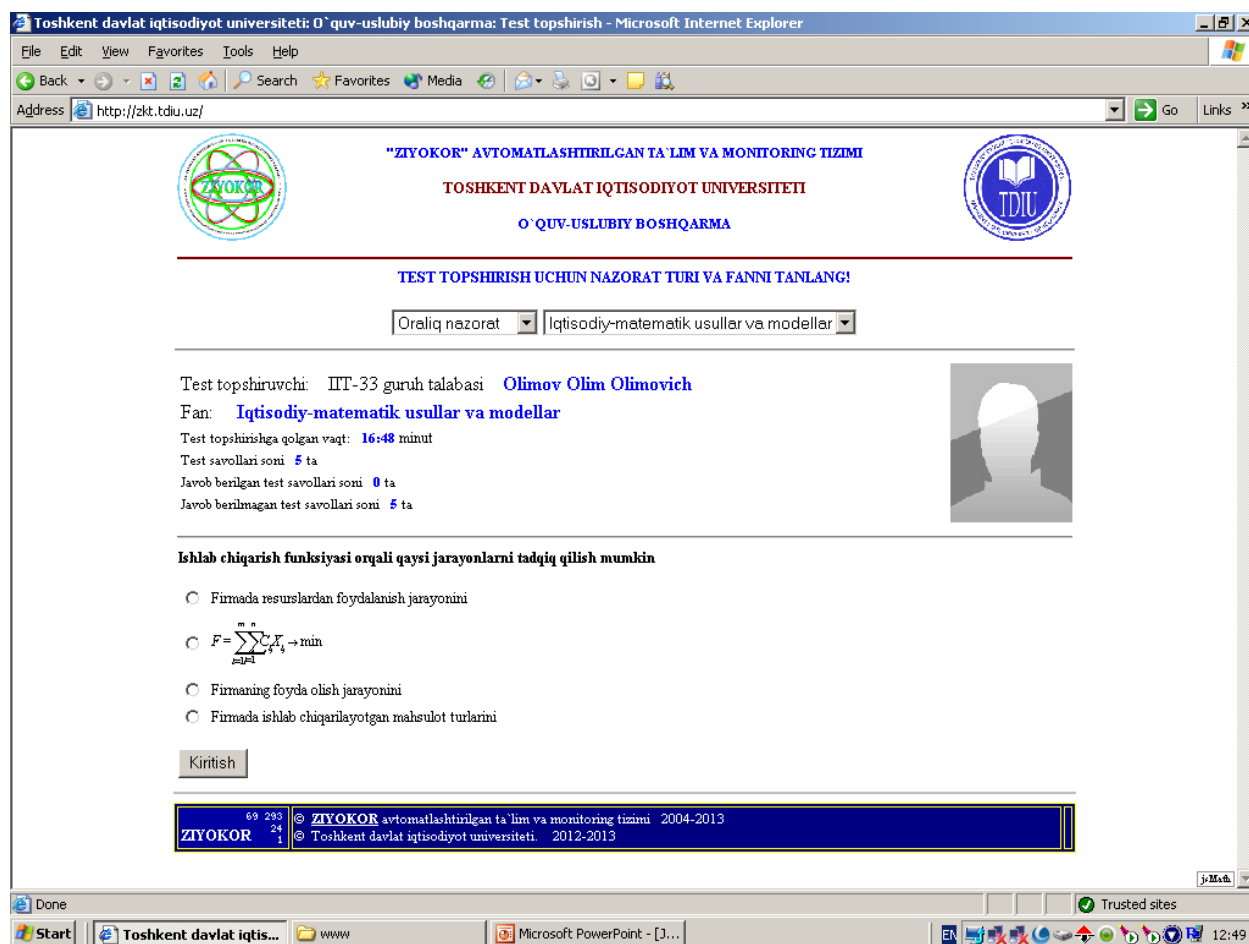 Toshkent davlat iqtisodiyot universiteti: O`quv-uslubiy boshqarma: Test topshirish - Microsoft Internet Explorer
File Edit View Favorites Tools Help
Back Search Favorites Media
Address http://zkt.tdiu.uz/ Go Links »
"ZIYOKOR" AVTOMATLASHTIRILGAN TA`LIM VA MONITORING TIZIMI
TOSHKENT DAVLAT IQTISODIYOT UNIVERSITETI
O`QUV-USLUBIY BOSHQARMA
ZIYOKOR
TDIU
TEST TOPSHIRISH UCHUN NAZORAT TURI VA FANNI TANLANG!
Oraliq nazorat Iqtisodiy-matematik usullar va modellar
Test topshiruvchi: IIT-33 guruh talabasi Olimov Olim Olimovich
Fan: Iqtisodiy-matematik usullar va modellar
Test topshirishga qolgan vaqt: 16:48 minut
Test savollari soni 5 ta
Javob berilgan test savollari soni 0 ta
Javob berilmagan test savollari soni 5 ta
Ishlab chiqarish funksiyasi orqali qaysi jarayonlarni tadqiq qilish mumkin
Firmada resurslardan foydalanish jarayonini
F = ∑∑ CᵢⱼXᵢⱼ → min
Firmaning foyda olish jarayonini
Firmada ishlab chiqarilayotgan mahsulot turlarini
Kiritish
ZIYOKOR 69 293 24 1
© ZIYOKOR avtomatlashtirilgan ta`lim va monitoring tizimi 2004-2013
© Toshkent davlat iqtisodiyot universiteti. 2012-2013
jsMath
Done Trusted sites
Start Toshkent davlat iqtis... www Microsoft PowerPoint - [J... EN 12:49